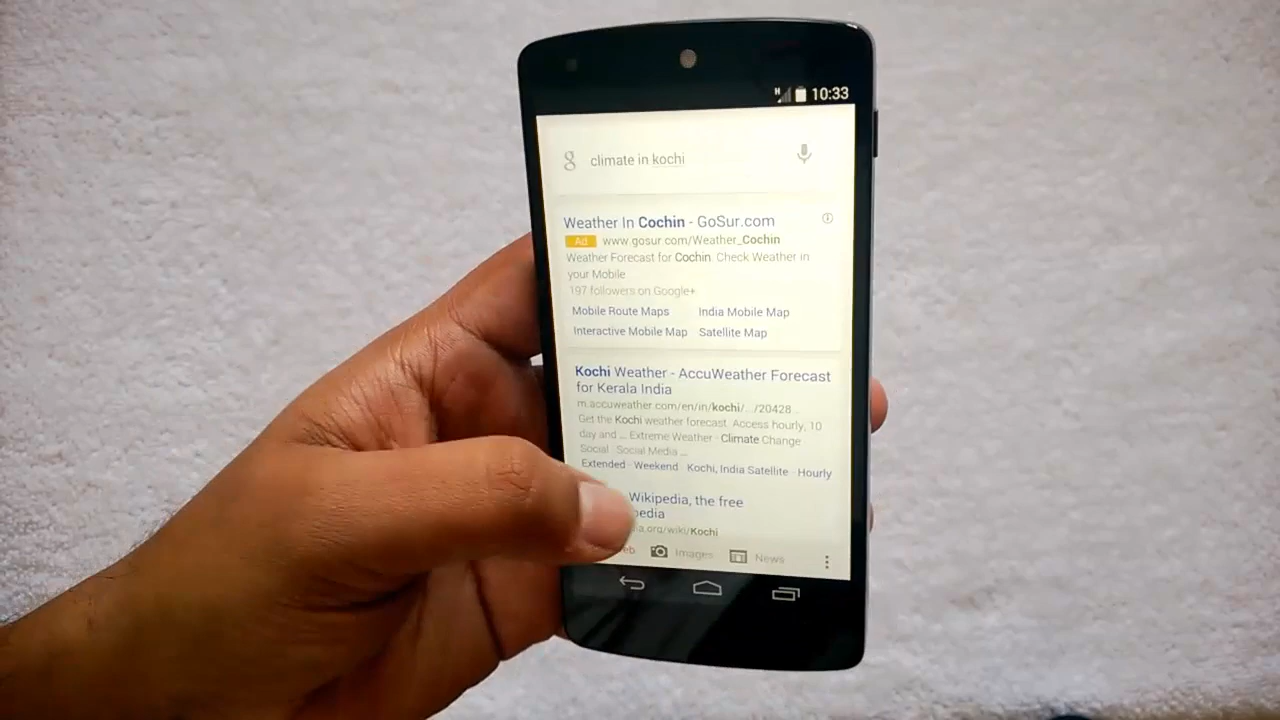 H 10:33
g climate in kochi
Weather In Cochin - GoSur.com
Ad www.gosur.com/Weather_Cochin
Weather Forecast for Cochin. Check Weather in
your Mobile
197 followers on Google+
Mobile Route Maps India Mobile Map
Interactive Mobile Map Satellite Map
Kochi Weather - AccuWeather Forecast
for Kerala India
m.accuweather.com/en/in/kochi/.../20428...
Get the Kochi weather forecast. Access hourly, 10
day and ... Extreme Weather · Climate Change
Social · Social Media ...
Extended · Weekend · Kochi, India Satellite · Hourly
Wikipedia, the free
pedia
ia.org/wiki/Kochi
eb Images News